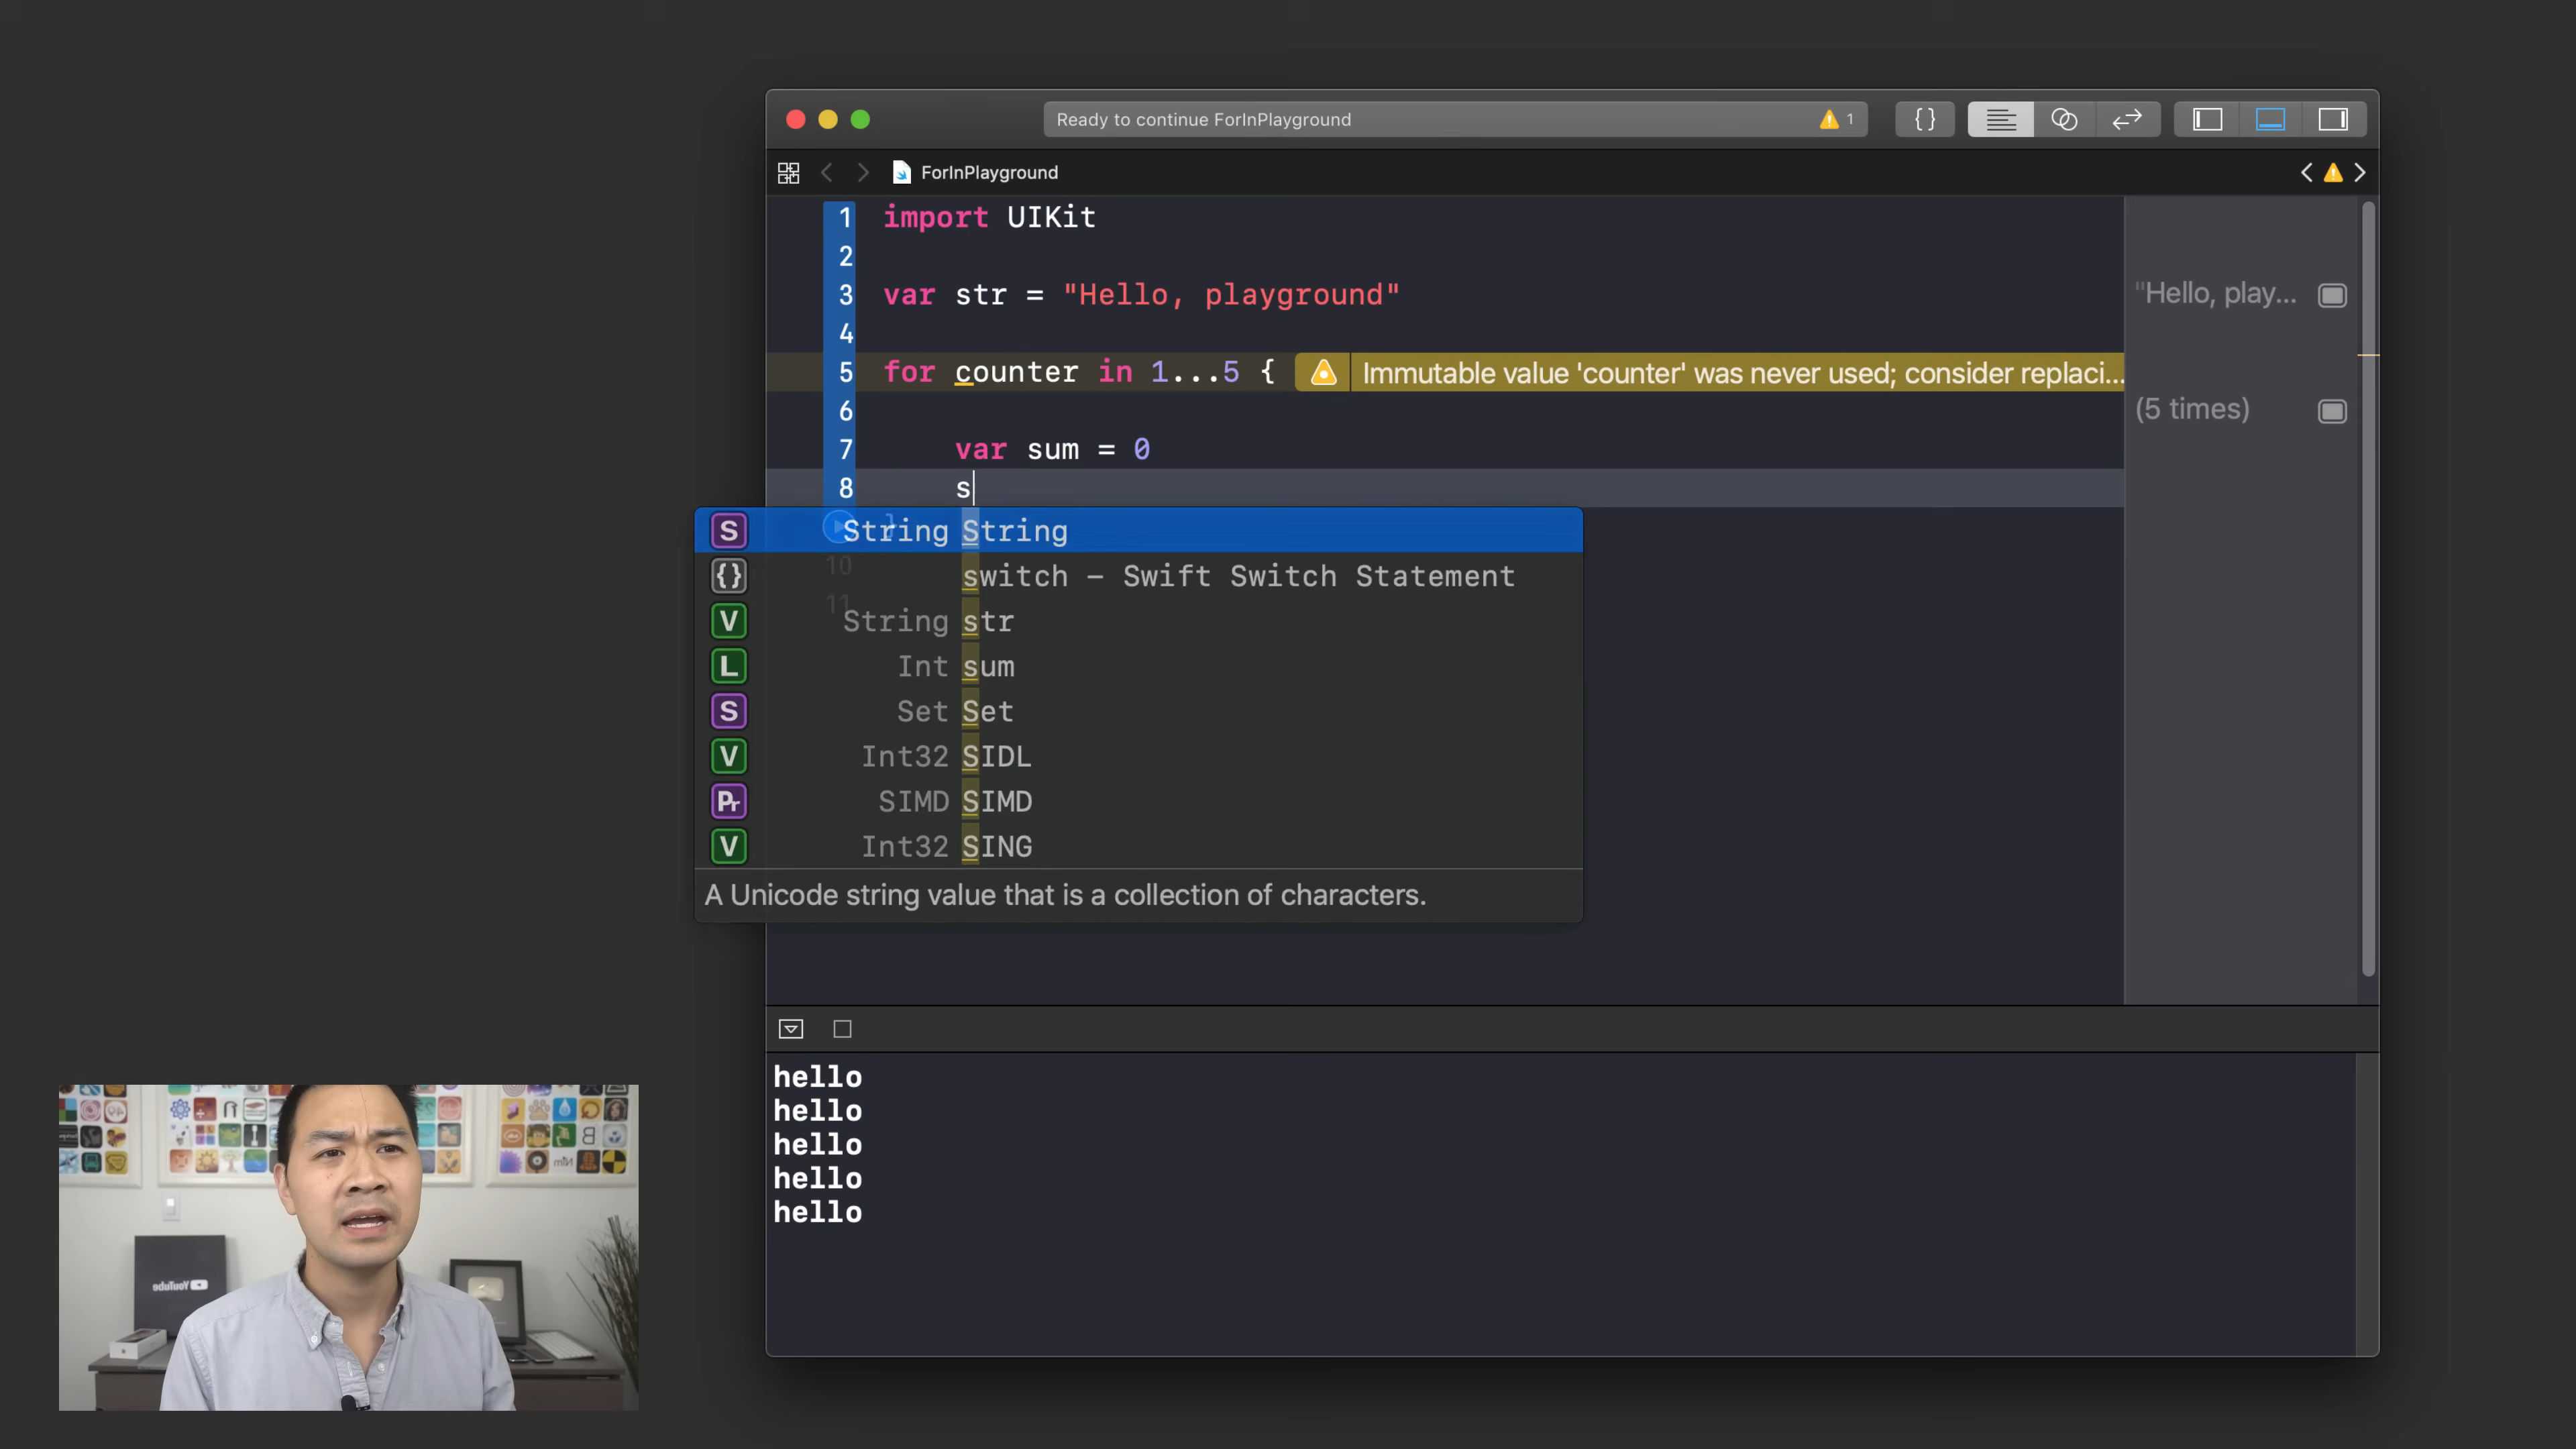 Ready to continue ForInPlayground
1
{ }
ForInPlayground
1 import UIKit
2
3 var str = "Hello, playground"
"Hello, play...
4
5 for counter in 1...5 {
Immutable value 'counter' was never used; consider replaci...
6
(5 times)
7 var sum = 0
8 s
}
S String String
10
{} switch – Swift Switch Statement
11
V String str
L Int sum
S Set Set
V Int32 SIDL
Pr SIMD SIMD
V Int32 SING
A Unicode string value that is a collection of characters.
hello
hello
hello
hello
hello
YouTube